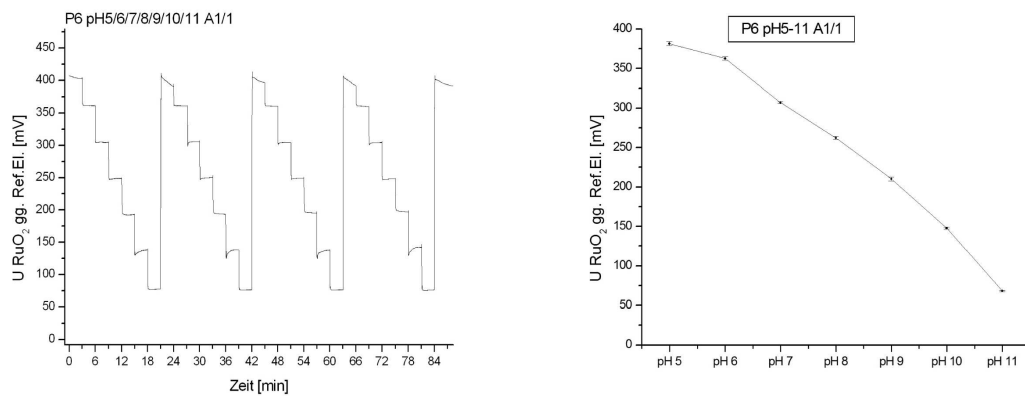 P6 pH5/6/7/8/9/10/11 A1/1
450
400
350
300
250
200
150
100
50
0
U RuO₂ gg. Ref.El. [mV]
0 6 12 18 24 30 36 42 48 54 60 66 72 78 84
Zeit [min]
P6 pH5-11 A1/1
400
350
300
250
200
150
100
50
0
U RuO₂ gg. Ref.El. [mV]
pH 5 pH 6 pH 7 pH 8 pH 9 pH 10 pH 11